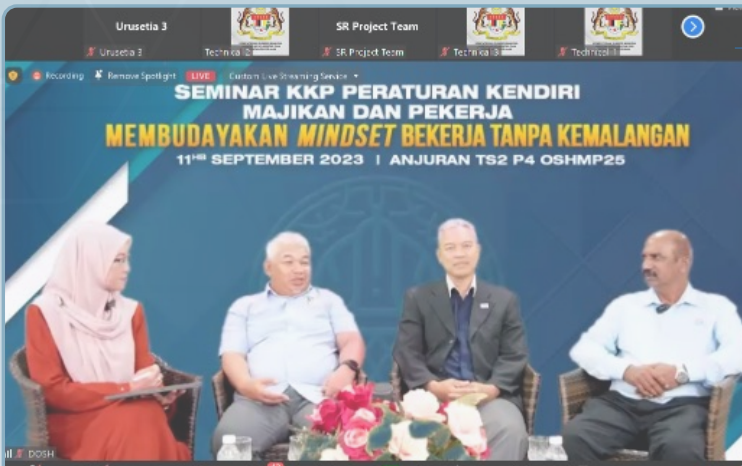 Urusetia 3
SR Project Team
Urusetia 3
Technical 2
SR Project Team
Technical 3
Technical 1
Recording
Remove Spotlight
LIVE
Custom Live Streaming Service
SEMINAR KKP PERATURAN KENDIRI
MAJIKAN DAN PEKERJA
MEMBUDAYAKAN MINDSET BEKERJA TANPA KEMALANGAN
11HB SEPTEMBER 2023 | ANJURAN TS2 P4 OSHMP25
DOSH